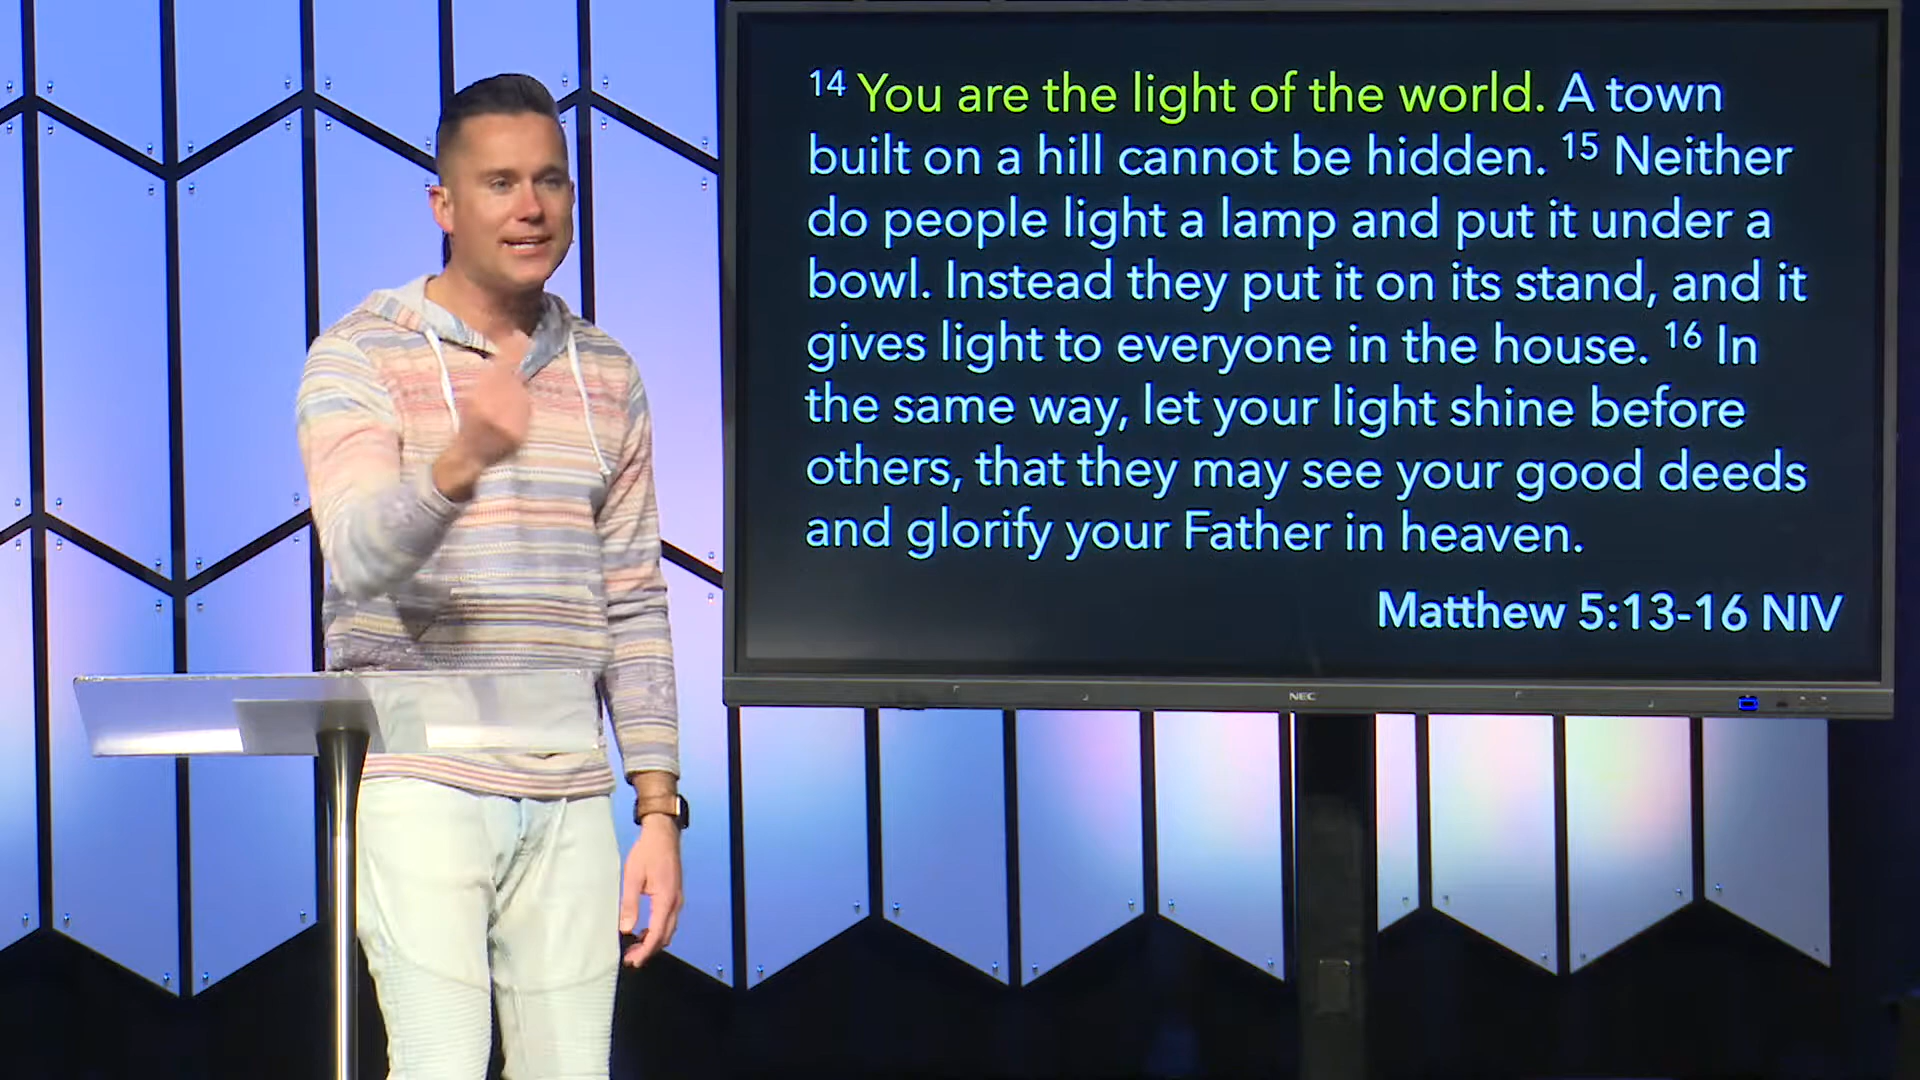 14 You are the light of the world. A town
built on a hill cannot be hidden. 15 Neither
do people light a lamp and put it under a
bowl. Instead they put it on its stand, and it
gives light to everyone in the house. 16 In
the same way, let your light shine before
others, that they may see your good deeds
and glorify your Father in heaven.
Matthew 5:13-16 NIV
NEC